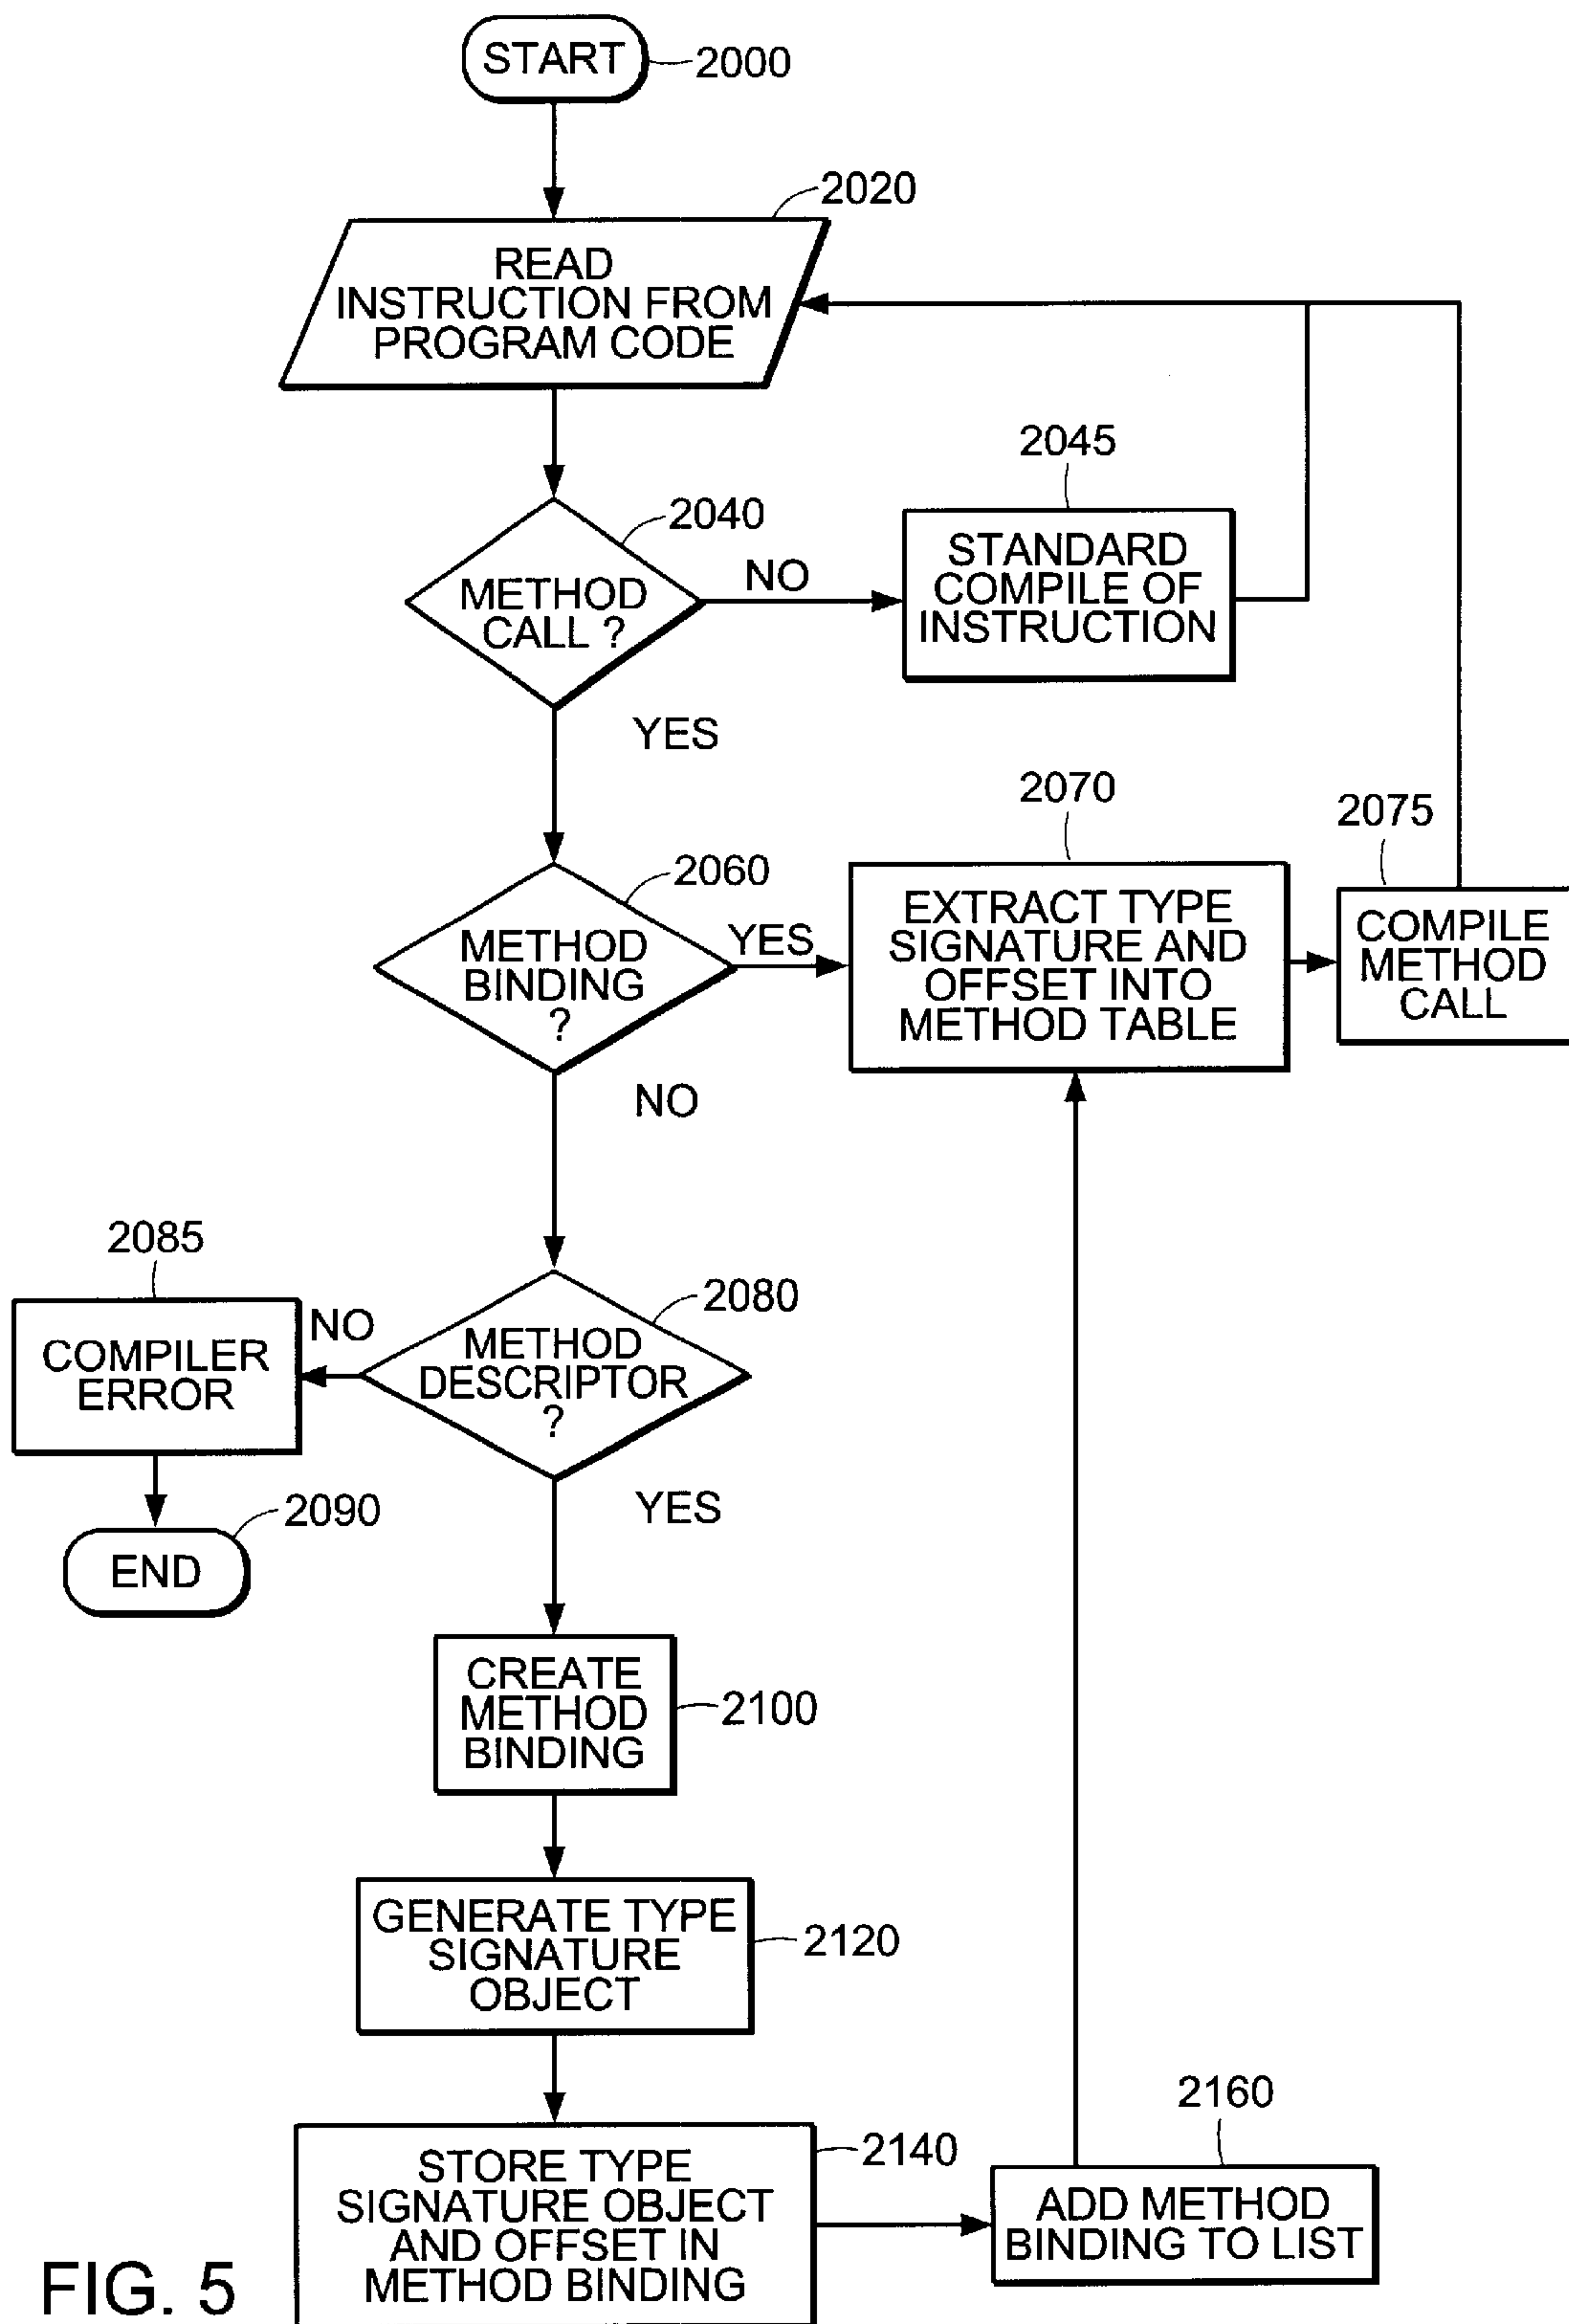 START
2000
2020
READ
INSTRUCTION FROM
PROGRAM CODE
2045
2040
METHOD
CALL ?
NO
STANDARD
COMPILE OF
INSTRUCTION
YES
2070
2075
2060
METHOD
BINDING
?
YES
EXTRACT TYPE
SIGNATURE AND
OFFSET INTO
METHOD TABLE
COMPILE
METHOD
CALL
NO
2085
2080
COMPILER
ERROR
NO
METHOD
DESCRIPTOR
?
2090
END
YES
CREATE
METHOD
BINDING
2100
GENERATE TYPE
SIGNATURE
OBJECT
2120
2160
2140
STORE TYPE
SIGNATURE OBJECT
AND OFFSET IN
METHOD BINDING
ADD METHOD
BINDING TO LIST
FIG. 5